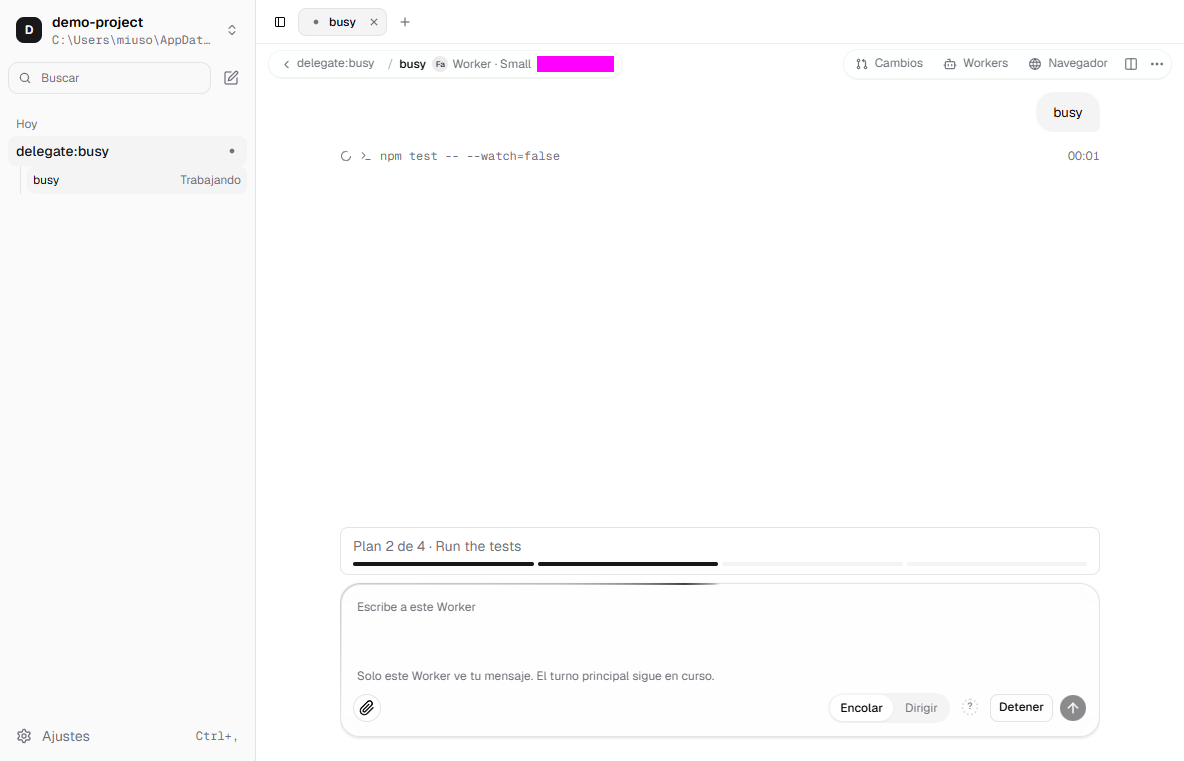 D
demo-project
C:\Users\miuso\AppDat…
Buscar
Hoy
delegate:busy
busy Trabajando
Ajustes Ctrl+,
busy
delegate:busy / busy Fa Worker · Small
Cambios Workers Navegador
busy
npm test -- --watch=false 00:01
Plan 2 de 4 · Run the tests
Escribe a este Worker
Solo este Worker ve tu mensaje. El turno principal sigue en curso.
Encolar Dirigir ? Detener